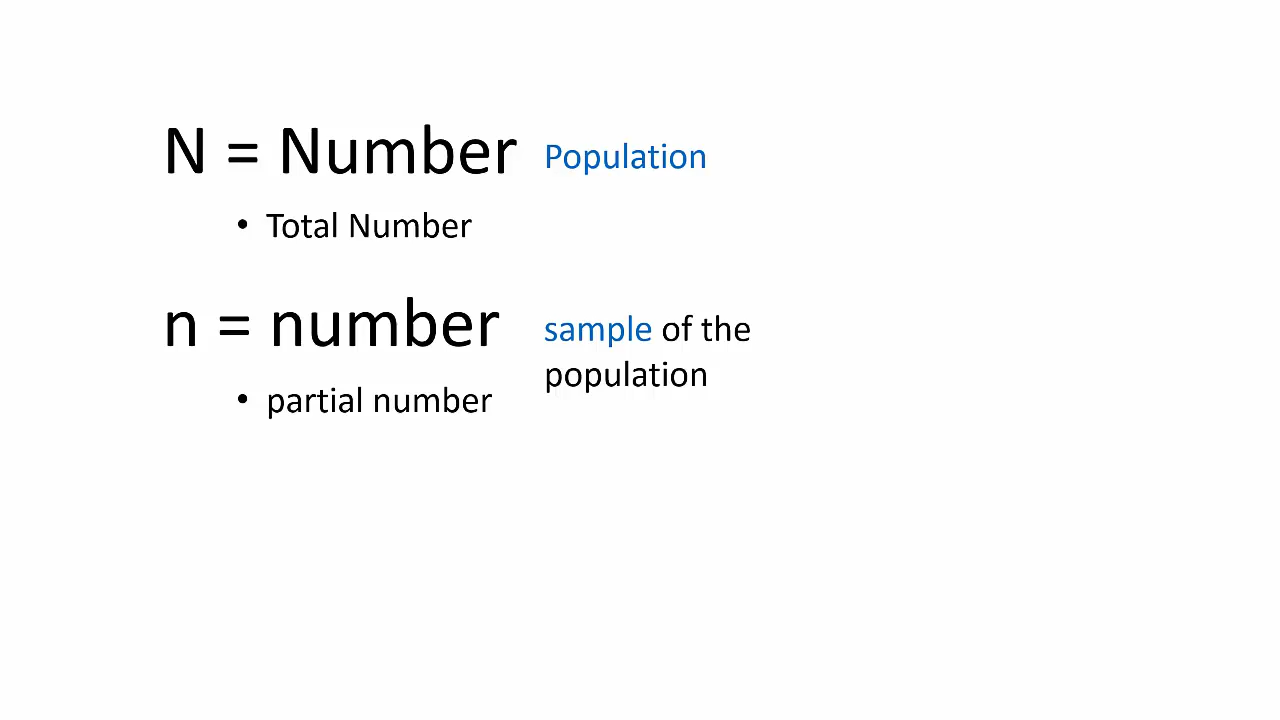 N = Number Population
• Total Number
n = number sample of the
population
• partial number